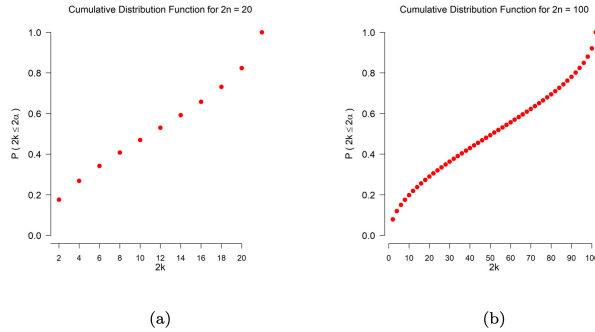 Cumulative Distribution Function for 2n = 20
P ( 2k ≤ 2α )
1.0
0.8
0.6
0.4
0.2
0.0
2 4 6 8 10 12 14 16 18 20
2k
(a)
Cumulative Distribution Function for 2n = 100
P ( 2k ≤ 2α )
1.0
0.8
0.6
0.4
0.2
0.0
0 10 20 30 40 50 60 70 80 90 100
2k
(b)